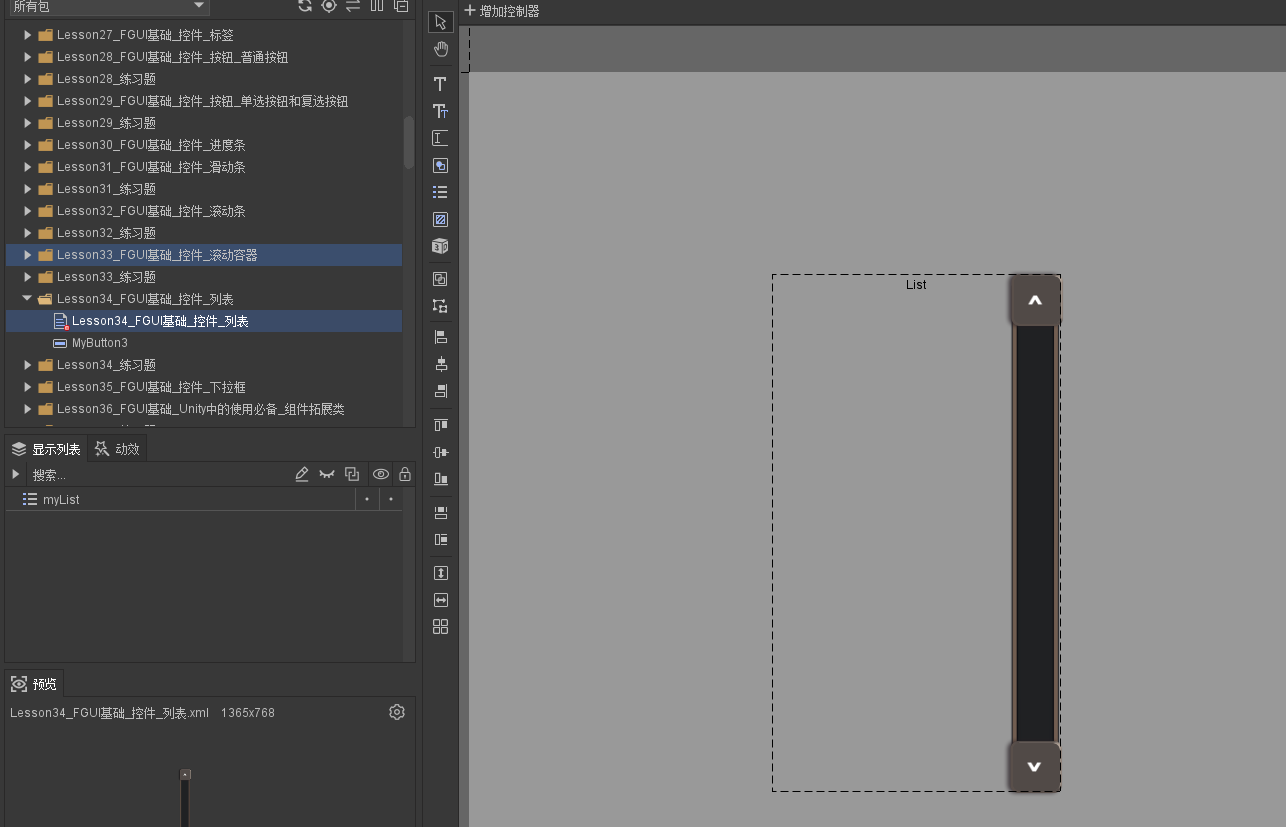 所有包
增加控制器
Lesson27_FGUI基础_控件_标签
Lesson28_FGUI基础_控件_按钮_普通按钮
Lesson28_练习题
Lesson29_FGUI基础_控件_按钮_单选按钮和复选按钮
Lesson29_练习题
Lesson30_FGUI基础_控件_进度条
Lesson31_FGUI基础_控件_滑动条
Lesson31_练习题
Lesson32_FGUI基础_控件_滚动条
Lesson32_练习题
Lesson33_FGUI基础_控件_滚动容器
Lesson33_练习题
Lesson34_FGUI基础_控件_列表
Lesson34_FGUI基础_控件_列表
MyButton3
Lesson34_练习题
Lesson35_FGUI基础_控件_下拉框
Lesson36_FGUI基础_Unity中的使用必备_组件拓展类
显示列表 动效
搜索...
myList
预览
Lesson34_FGUI基础_控件_列表.xml 1365x768
List